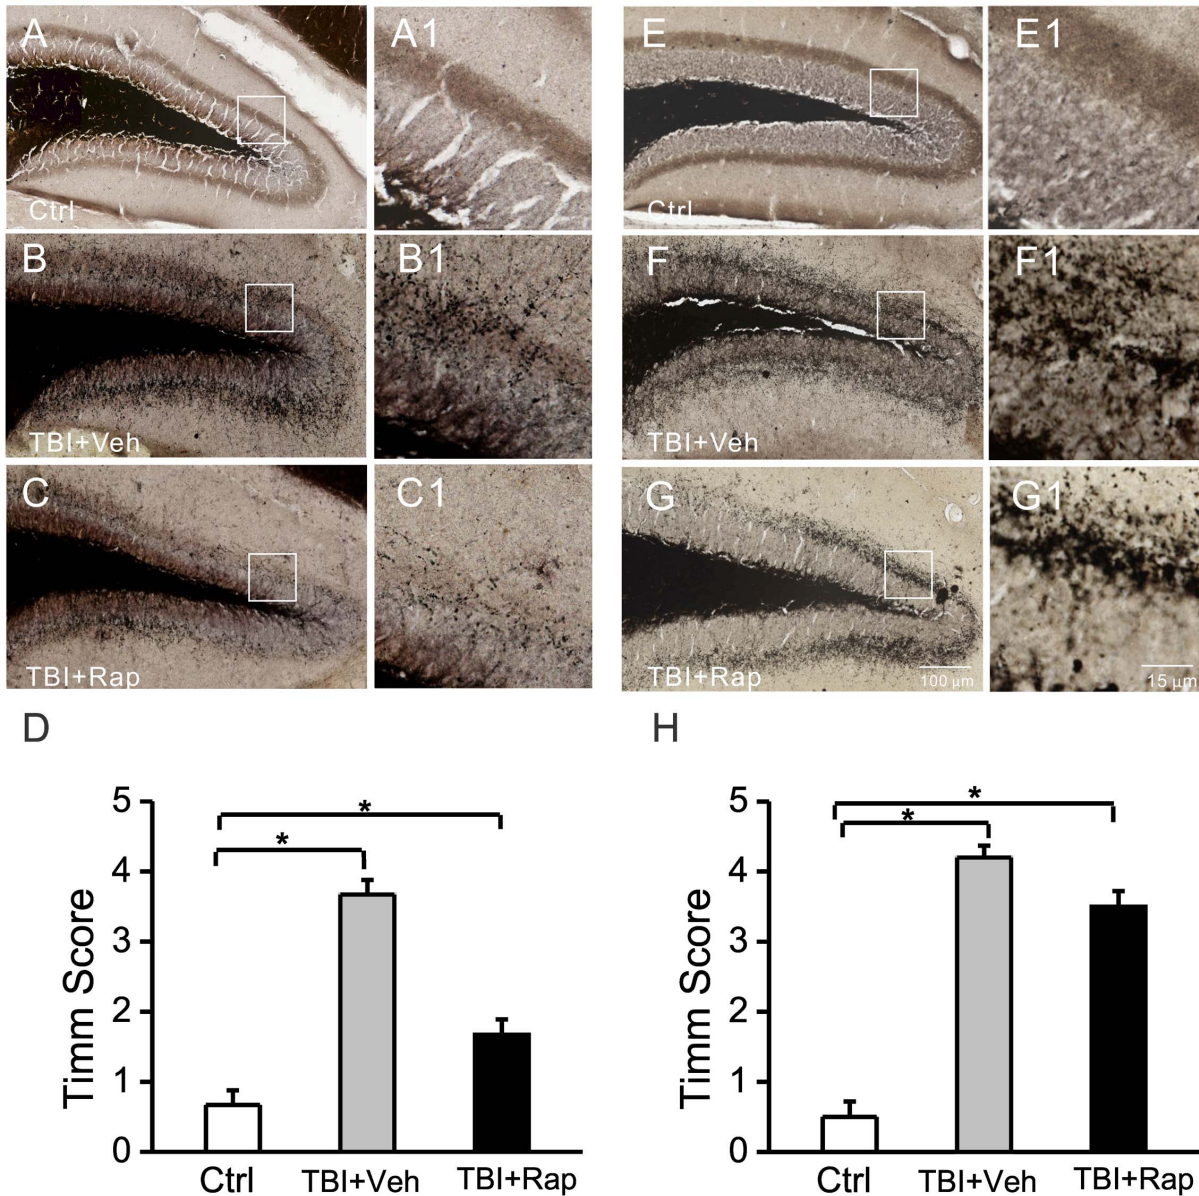 A
A1
E
E1
Ctrl
Ctrl
B
B1
F
F1
TBI+Veh
TBI+Veh
C
C1
G
G1
TBI+Rap
TBI+Rap
100 μm
15 μm
D
H
5
4
3
2
1
0
Timm Score
*
*
Ctrl
TBI+Veh
TBI+Rap
5
4
3
2
1
0
Timm Score
*
*
Ctrl
TBI+Veh
TBI+Rap